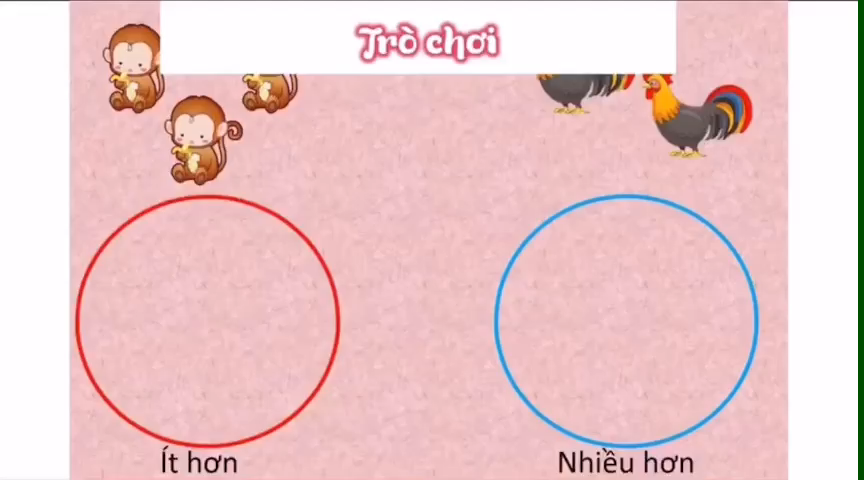 Trò chơi
Ít hơn
Nhiều hơn